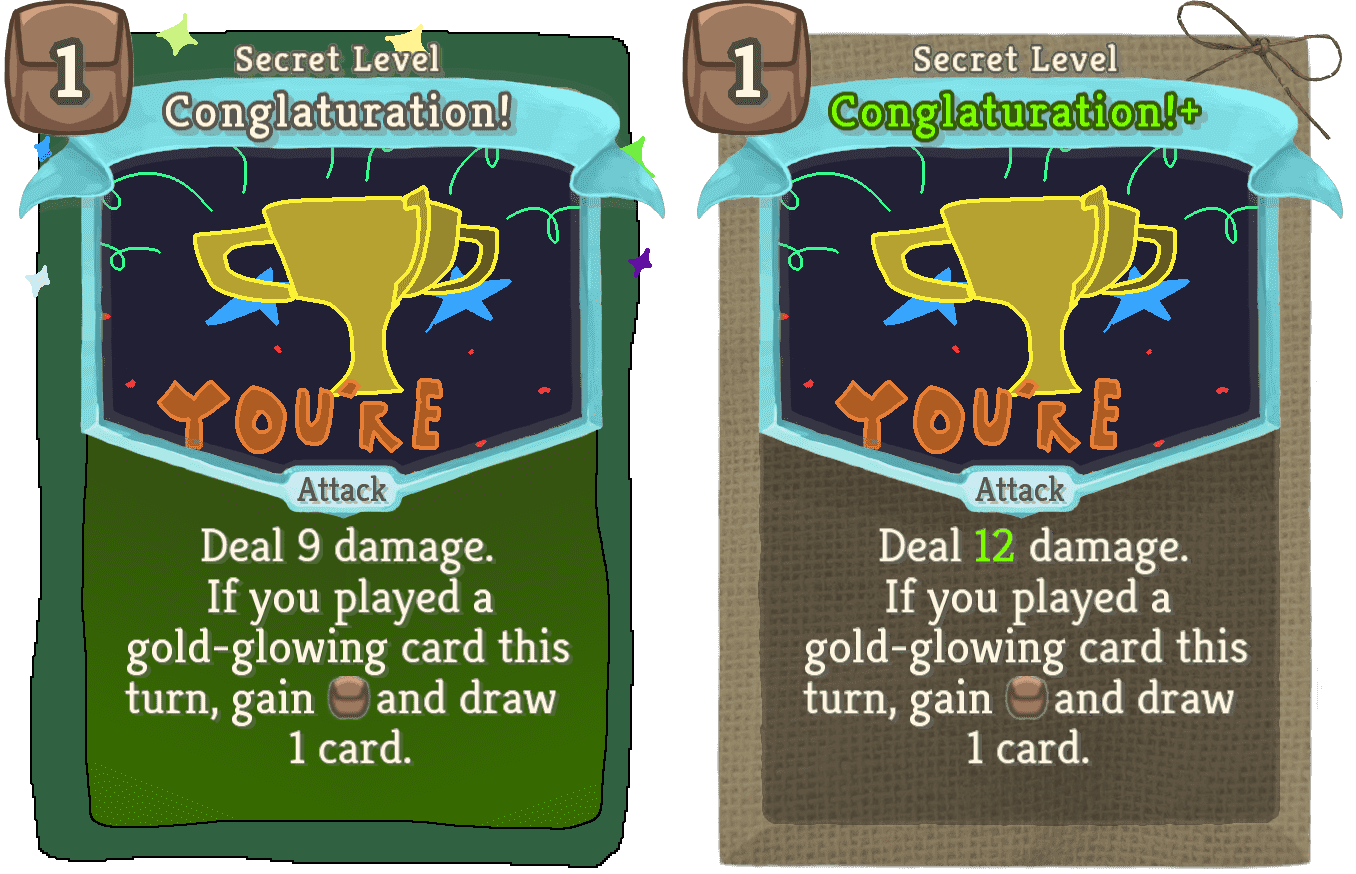 1
Secret Level
Conglaturation!
YOU'RE
Attack
Deal 9 damage.
If you played a
gold-glowing card this
turn, gain and draw
1 card.
1
Secret Level
Conglaturation!+
YOU'RE
Attack
Deal 12 damage.
If you played a
gold-glowing card this
turn, gain and draw
1 card.